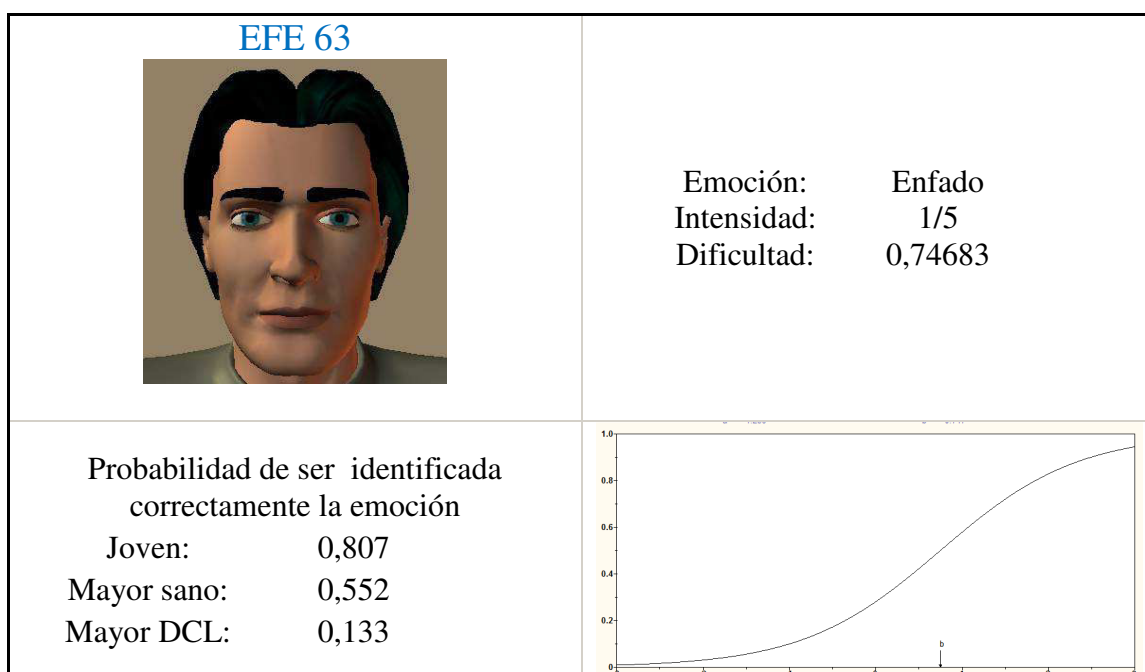 EFE 63
Emoción: Enfado
Intensidad: 1/5
Dificultad: 0,74683
Probabilidad de ser identificada
correctamente la emoción
Joven: 0,807
Mayor sano: 0,552
Mayor DCL: 0,133
1.0
0.8
0.6
0.4
0.2
0
b